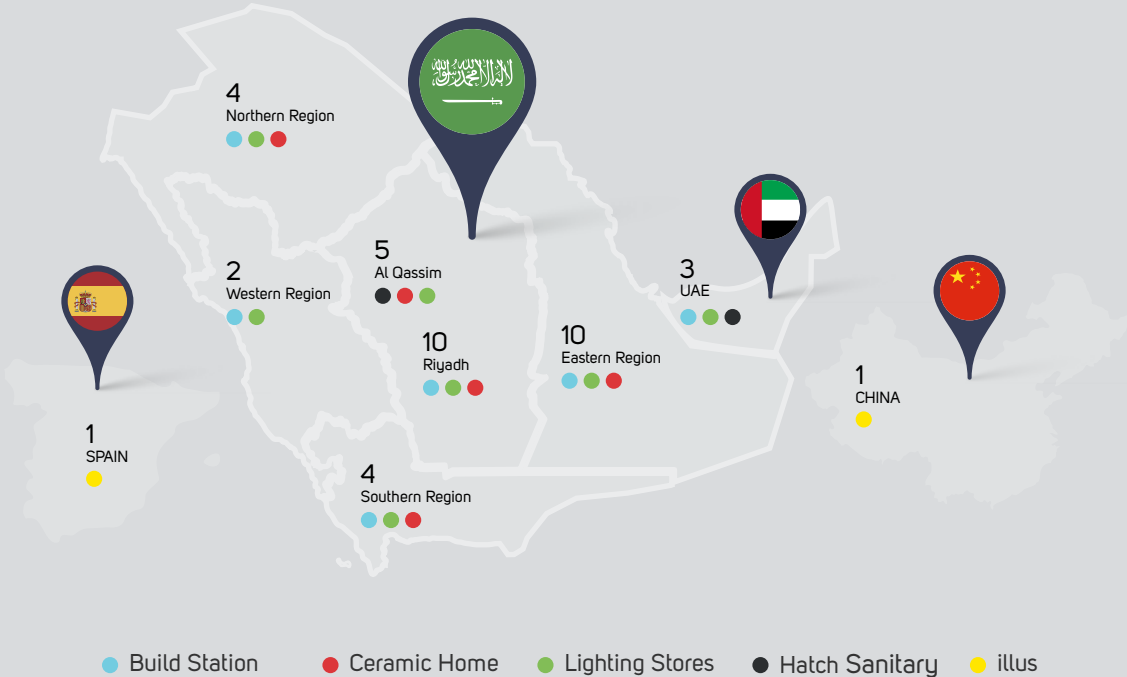 لا إله إلا الله محمد رسول الله
4
Northern Region
2
Western Region
5
Al Qassim
10
Riyadh
10
Eastern Region
3
UAE
4
Southern Region
1
SPAIN
1
CHINA
Build Station
Ceramic Home
Lighting Stores
Hatch Sanitary
illus